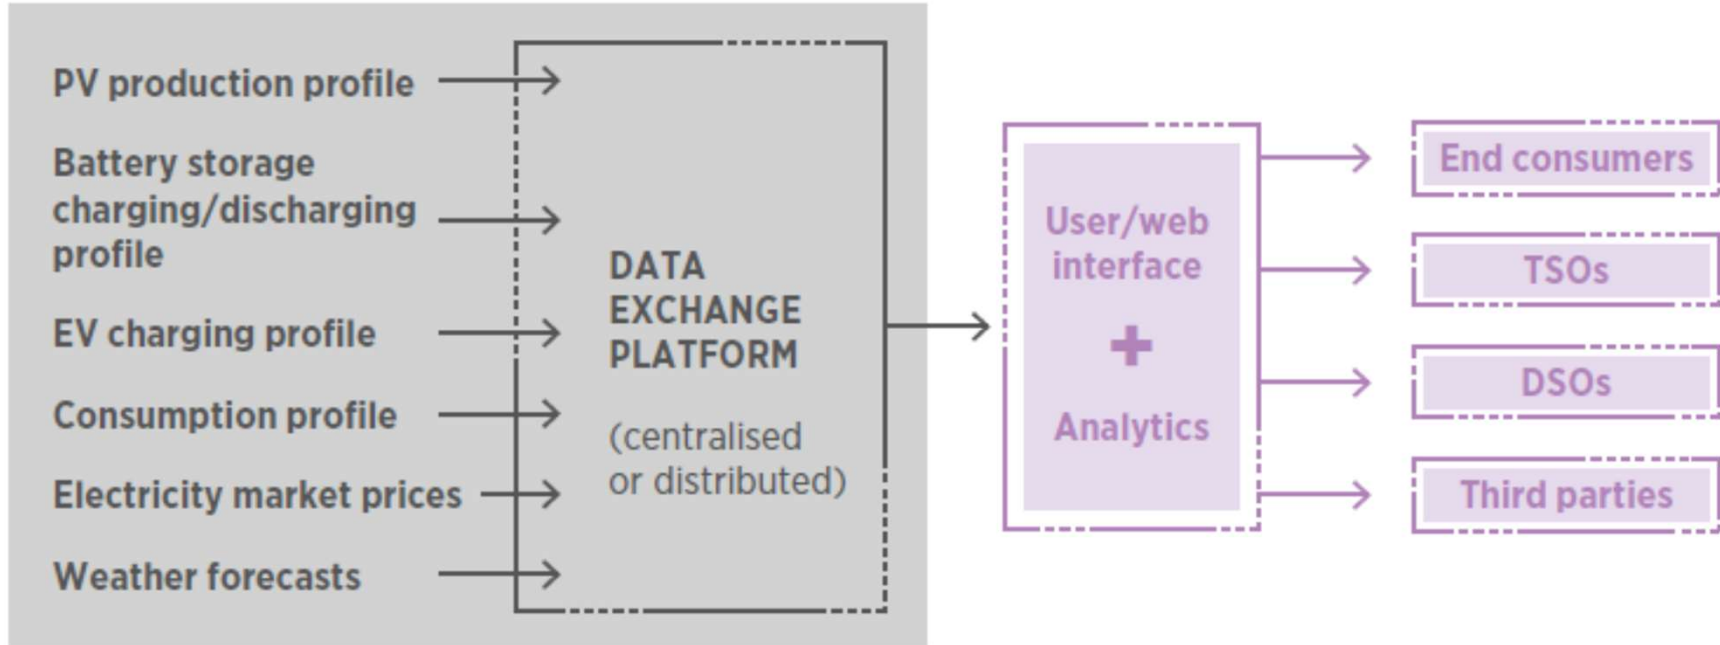 PV production profile
Battery storage
charging/discharging
profile
EV charging profile
Consumption profile
Electricity market prices
Weather forecasts
DATA
EXCHANGE
PLATFORM
(centralised
or distributed)
User/web
interface
+
Analytics
End consumers
TSOs
DSOs
Third parties